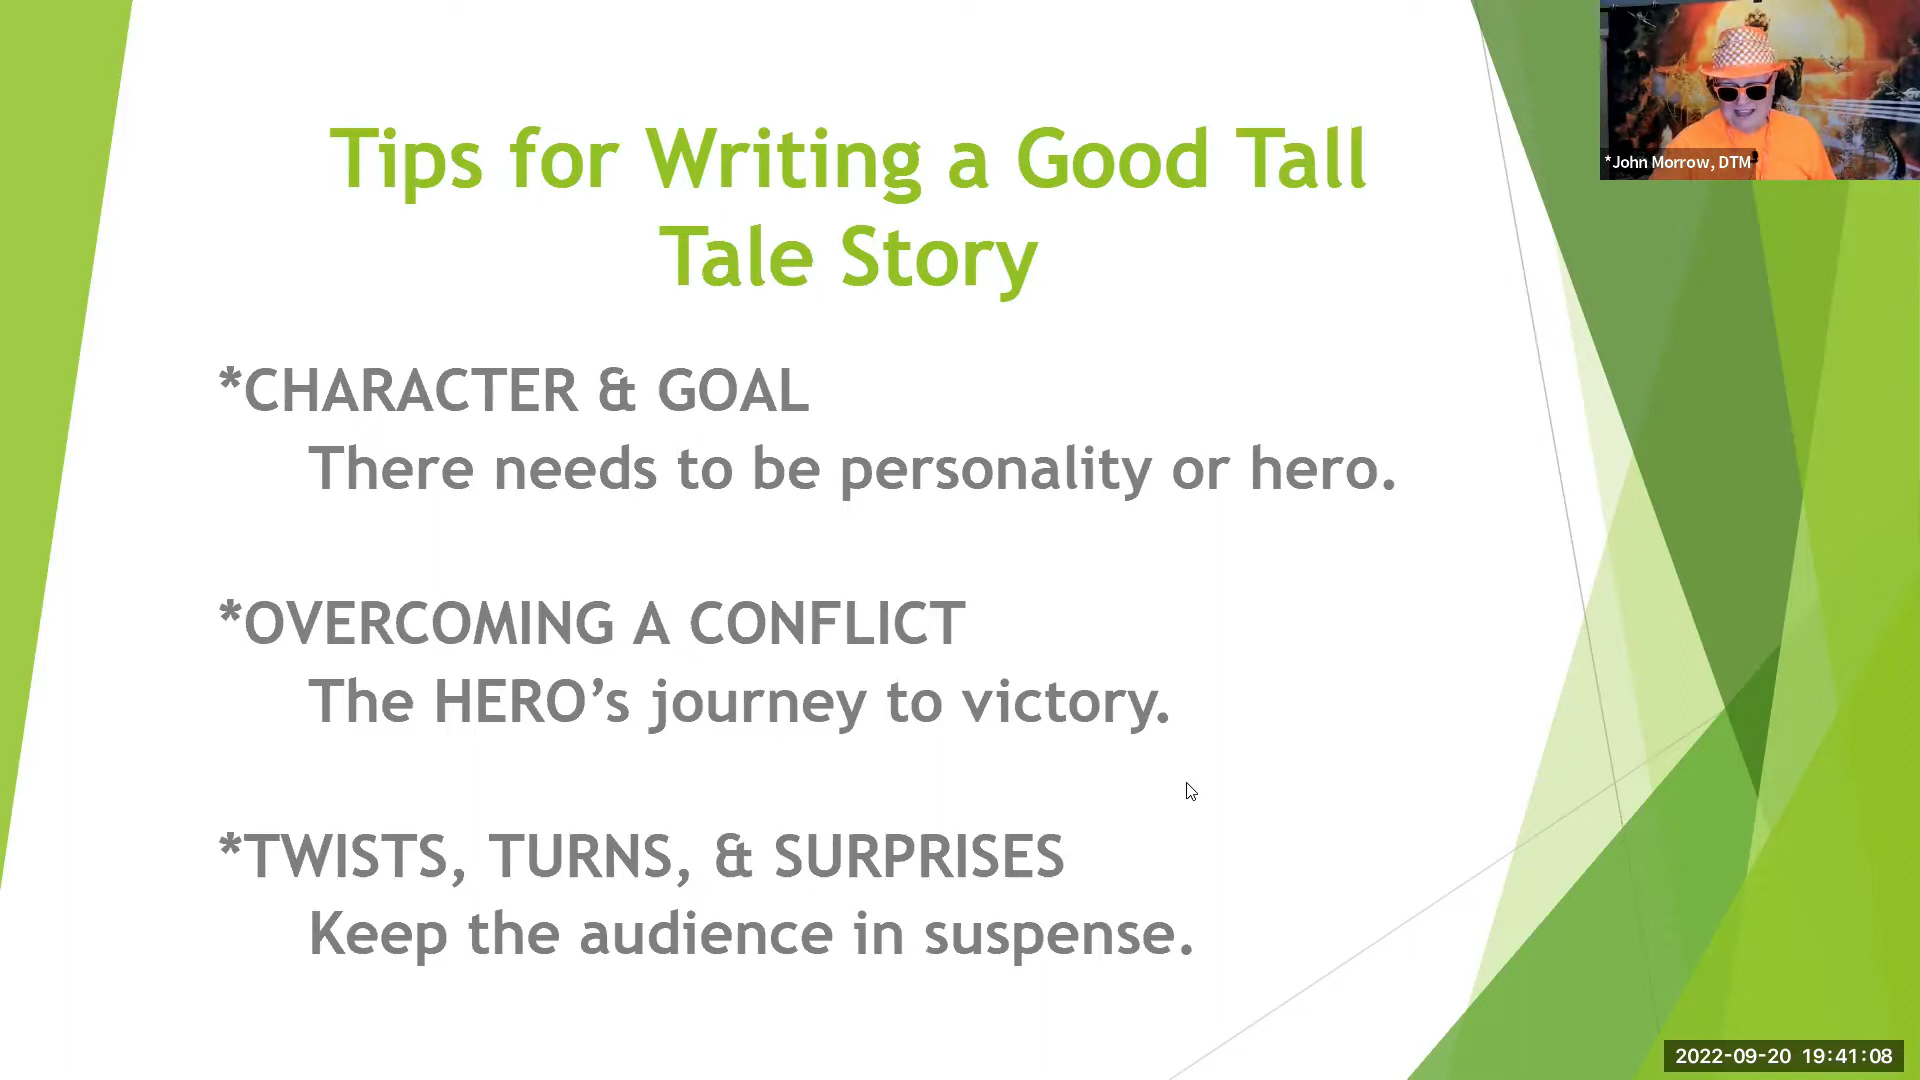 Tips for Writing a Good Tall
Tale Story
*CHARACTER & GOAL
There needs to be personality or hero.
*OVERCOMING A CONFLICT
The HERO’s journey to victory.
*TWISTS, TURNS, & SURPRISES
Keep the audience in suspense.
*John Morrow, DTM
2022-09-20 19:41:08